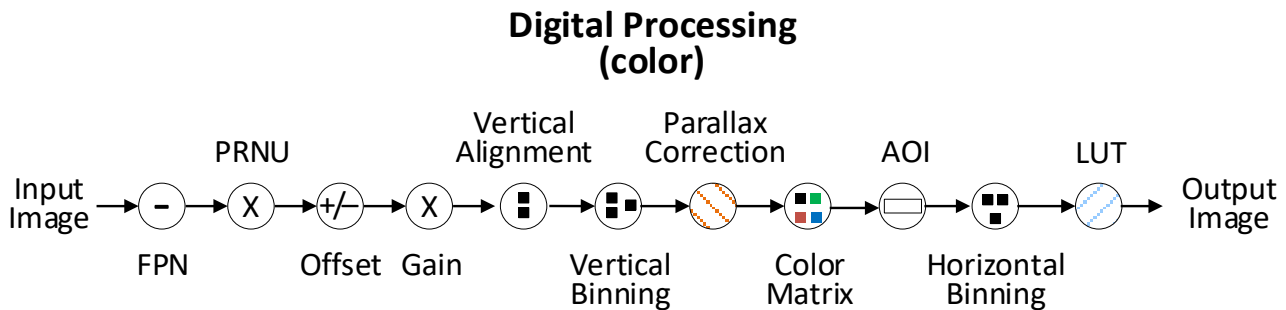 Digital Processing
(color)
Vertical
Alignment
Parallax
Correction
PRNU
AOI
LUT
Input
Image
-
X
+/-
X
Output
Image
FPN
Offset
Gain
Vertical
Binning
Color
Matrix
Horizontal
Binning